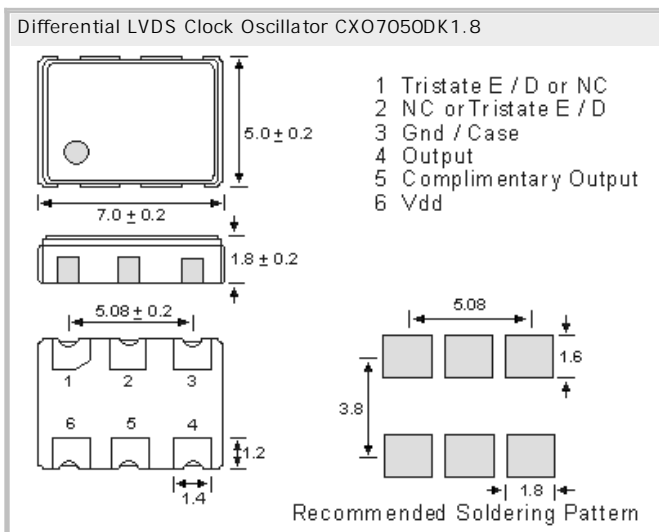 Differential LVDS Clock Oscillator CXO7050DK1.8
1 Tristate E / D or NC
2 NC or Tristate E / D
3 Gnd / Case
4 Output
5 Complimentary Output
6 Vdd
5.0 ± 0.2
7.0 ± 0.2
1.8 ± 0.2
5.08 ± 0.2
1 2 3
6 5 4
1.2
1.4
5.08
1.6
3.8
1.8
Recommended Soldering Pattern